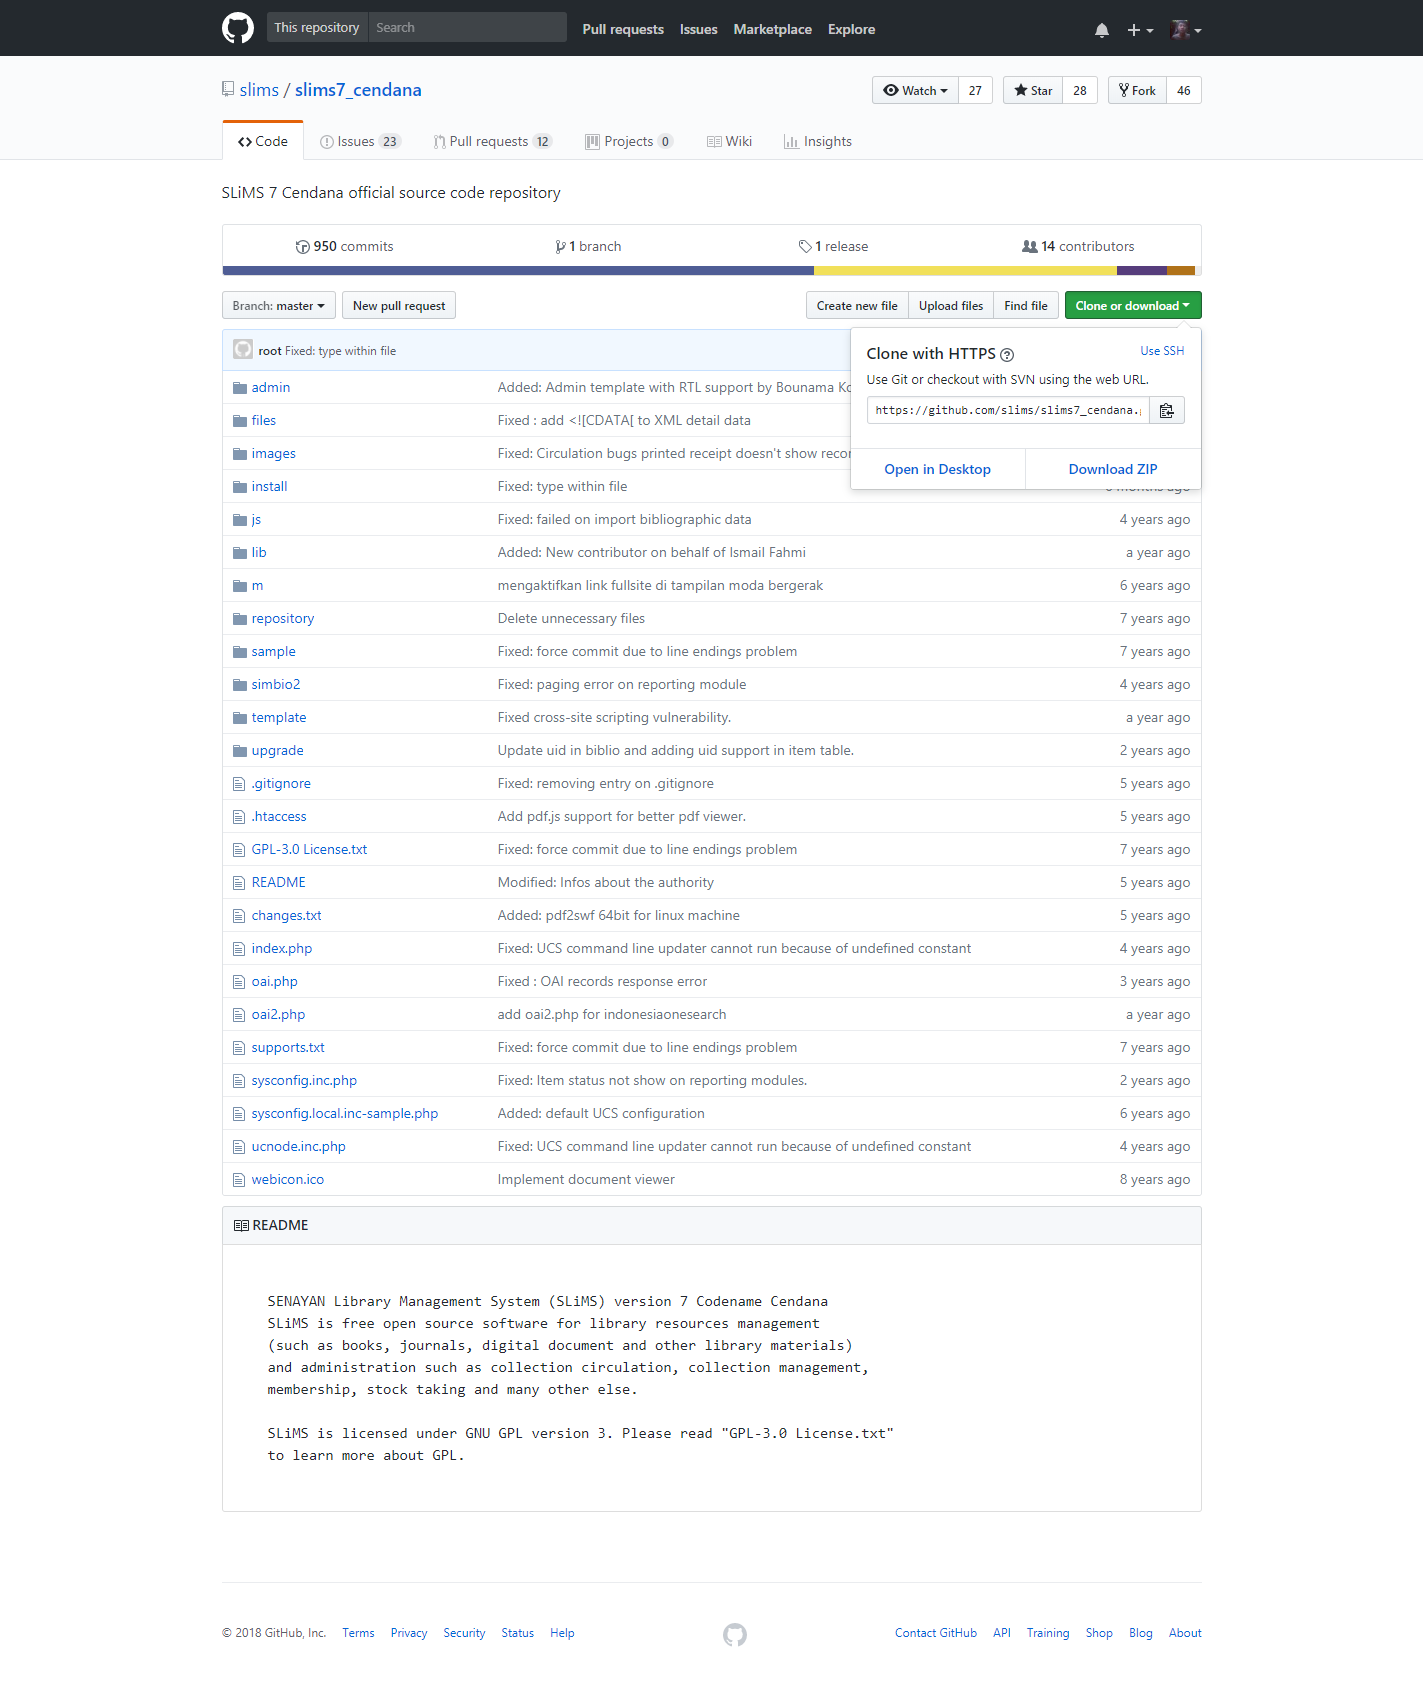 This repository Search Pull requests Issues Marketplace Explore
slims / slims7_cendana Watch 27 Star 28 Fork 46
Code Issues 23 Pull requests 12 Projects 0 Wiki Insights
SLiMS 7 Cendana official source code repository
950 commits 1 branch 1 release 14 contributors
Branch: master New pull request Create new file Upload files Find file Clone or download
root Fixed: type within file
Clone with HTTPS Use SSH
Use Git or checkout with SVN using the web URL.
https://github.com/slims/slims7_cendana.
Open in Desktop Download ZIP
admin Added: Admin template with RTL support by Bounama
files Fixed : add <![CDATA[ to XML detail data
images Fixed: Circulation bugs printed receipt doesn't show
install Fixed: type within file
js Fixed: failed on import bibliographic data 4 years ago
lib Added: New contributor on behalf of Ismail Fahmi a year ago
m mengaktifkan link fullsite di tampilan moda bergerak 6 years ago
repository Delete unnecessary files 7 years ago
sample Fixed: force commit due to line endings problem 7 years ago
simbio2 Fixed: paging error on reporting module 4 years ago
template Fixed cross-site scripting vulnerability. a year ago
upgrade Update uid in biblio and adding uid support in item table. 2 years ago
.gitignore Fixed: removing entry on .gitignore 5 years ago
.htaccess Add pdf.js support for better pdf viewer. 5 years ago
GPL-3.0 License.txt Fixed: force commit due to line endings problem 7 years ago
README Modified: Infos about the authority 5 years ago
changes.txt Added: pdf2swf 64bit for linux machine 5 years ago
index.php Fixed: UCS command line updater cannot run because of undefined constant 4 years ago
oai.php Fixed : OAI records response error 3 years ago
oai2.php add oai2.php for indonesiaonesearch a year ago
supports.txt Fixed: force commit due to line endings problem 7 years ago
sysconfig.inc.php Fixed: Item status not show on reporting modules. 2 years ago
sysconfig.local.inc-sample.php Added: default UCS configuration 6 years ago
ucnode.inc.php Fixed: UCS command line updater cannot run because of undefined constant 4 years ago
webicon.ico Implement document viewer 8 years ago
README
SENAYAN Library Management System (SLiMS) version 7 Codename Cendana
SLiMS is free open source software for library resources management
(such as books, journals, digital document and other library materials)
and administration such as collection circulation, collection management,
membership, stock taking and many other else.
SLiMS is licensed under GNU GPL version 3. Please read "GPL-3.0 License.txt"
to learn more about GPL.
© 2018 GitHub, Inc. Terms Privacy Security Status Help Contact GitHub API Training Shop Blog About